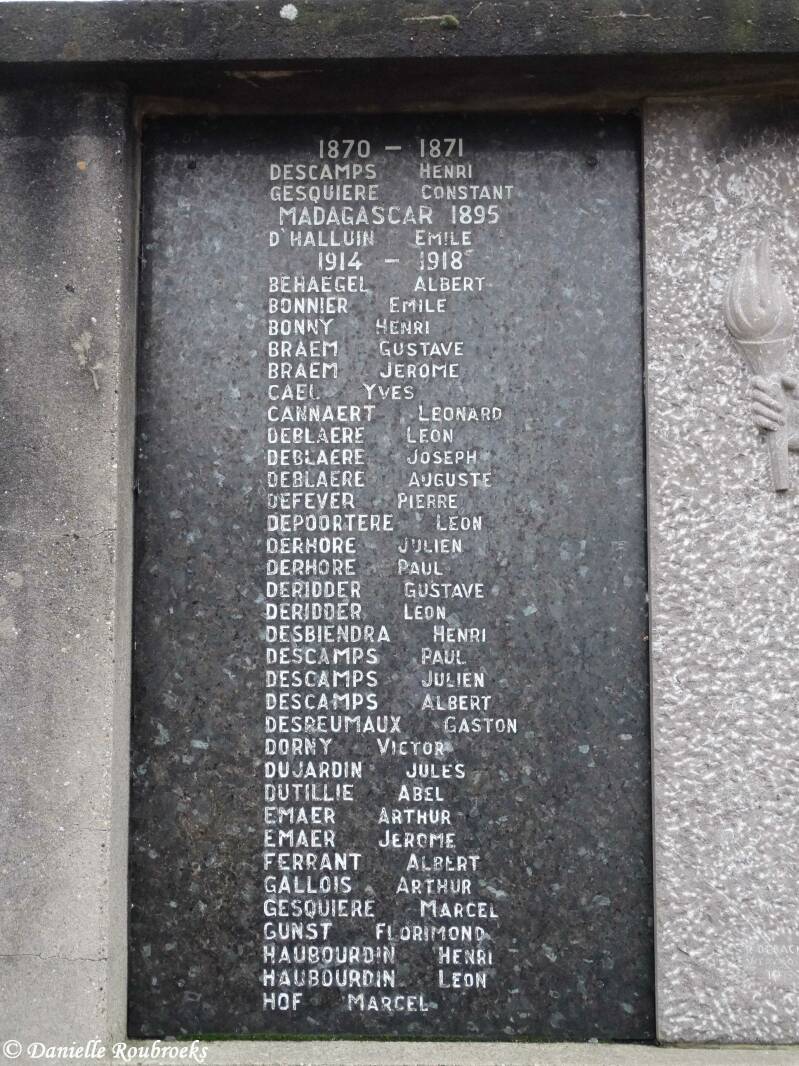 1870 - 1871
DESCAMPS HENRI
GESQUIERE CONSTANT
MADAGASCAR 1895
D'HALLUIN EMILE
1914 - 1918
BEHAEGEL ALBERT
BONNIER EMILE
BONNY HENRI
BRAEM GUSTAVE
BRAEM JEROME
CAEL YVES
CANNAERT LEONARD
DEBLAERE LEON
DEBLAERE JOSEPH
DEBLAERE AUGUSTE
DEFEVER PIERRE
DEPOORTERE LEON
DERHORE JULIEN
DERHORE PAUL
DERIDDER GUSTAVE
DERIDDER LEON
DESBIENDRA HENRI
DESCAMPS PAUL
DESCAMPS JULIEN
DESCAMPS ALBERT
DESREUMAUX GASTON
DORNY VICTOR
DUJARDIN JULES
DUTILLIE ABEL
EMAER ARTHUR
EMAER JEROME
FERRANT ALBERT
GALLOIS ARTHUR
GESQUIERE MARCEL
GUNST FLORIMOND
HAUBOURDIN HENRI
HAUBOURDIN LEON
HOF MARCEL
© Danielle Roubroeks